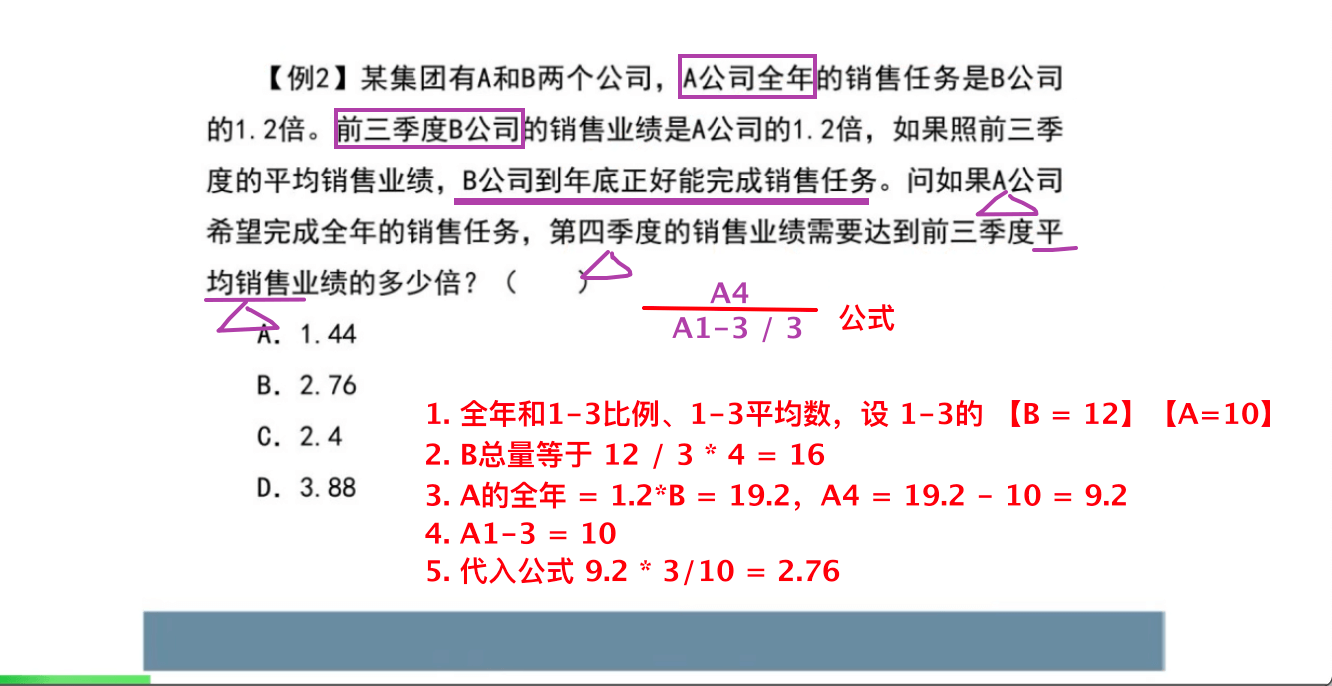 【例2】某集团有A和B两个公司，A公司全年的销售任务是B公司
的1.2倍。前三季度B公司的销售业绩是A公司的1.2倍，如果照前三季
度的平均销售业绩，B公司到年底正好能完成销售任务。问如果A公司
希望完成全年的销售任务，第四季度的销售业绩需要达到前三季度平
均销售业绩的多少倍？（　　）
A4
A1-3 / 3
公式
A. 1.44
B. 2.76
C. 2.4
D. 3.88
1. 全年和1-3比例、1-3平均数，设 1-3的 【B = 12】【A=10】
2. B总量等于 12 / 3 * 4 = 16
3. A的全年 = 1.2*B = 19.2，A4 = 19.2 - 10 = 9.2
4. A1-3 = 10
5. 代入公式 9.2 * 3/10 = 2.76